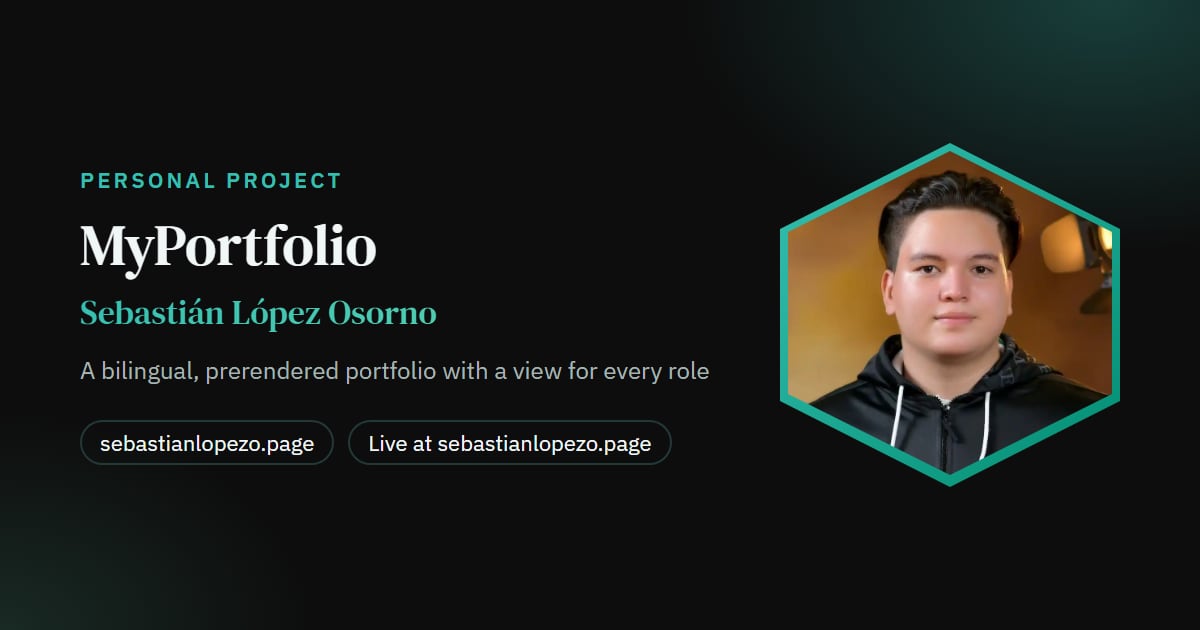 PERSONAL PROJECT
MyPortfolio
Sebastián López Osorno
A bilingual, prerendered portfolio with a view for every role
sebastianlopezo.page
Live at sebastianlopezo.page